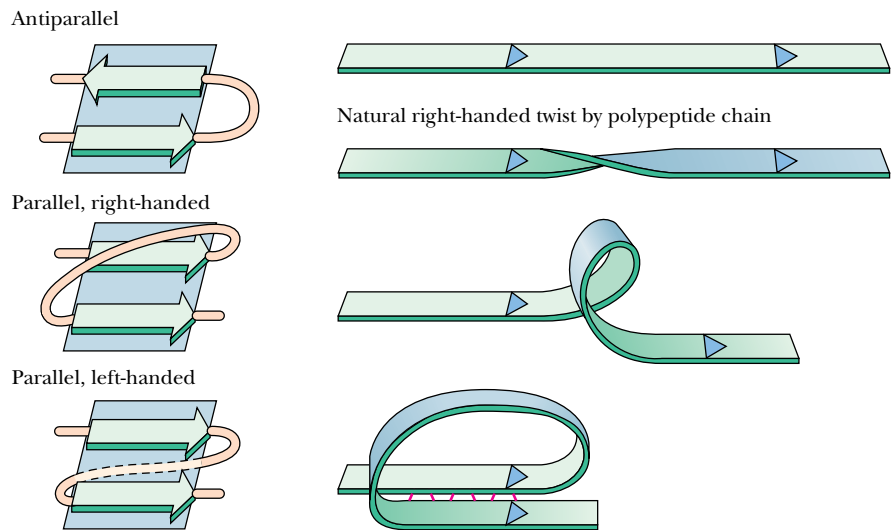 Antiparallel
Natural right-handed twist by polypeptide chain
Parallel, right-handed
Parallel, left-handed